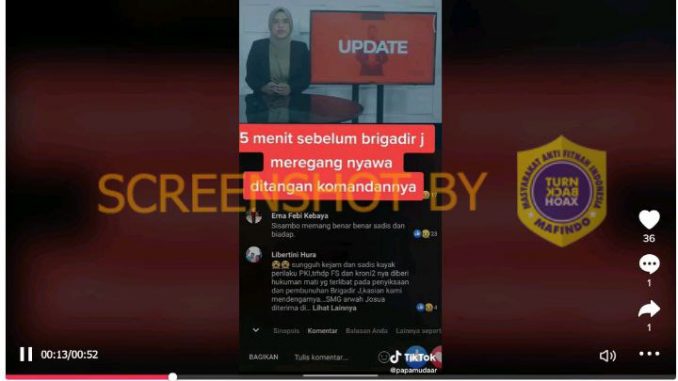 UPDATE
5 menit sebelum brigadir j
meregang nyawa
ditangan komandannya
17
SCREENSHOT BY
MASYARAKAT ANTI FITNAH INDONESIA
TURN
BACK
HOAX
MAFINDO
Erna Febi Kebaya
Sisambo memang benar benar sadis dan
biadap.
23
Libertini Hura
sungguh kejam dan sadis kayak
perilaku PKI,trhdp FS dan kroni2 nya diberi
hukuman mati yg terlibat pada penyiksaan
dan pembunuhan Brigadir J,kasian kami
mendengarnya...SMG arwah Josua
diterima di... Lihat Lainnya
4
Sinopsis Komentar Balasan Anda Lainnya sepert
BAGIKAN Tulis komentar...
TikTok
@papamudaar
36
1
1
00:13/00:52